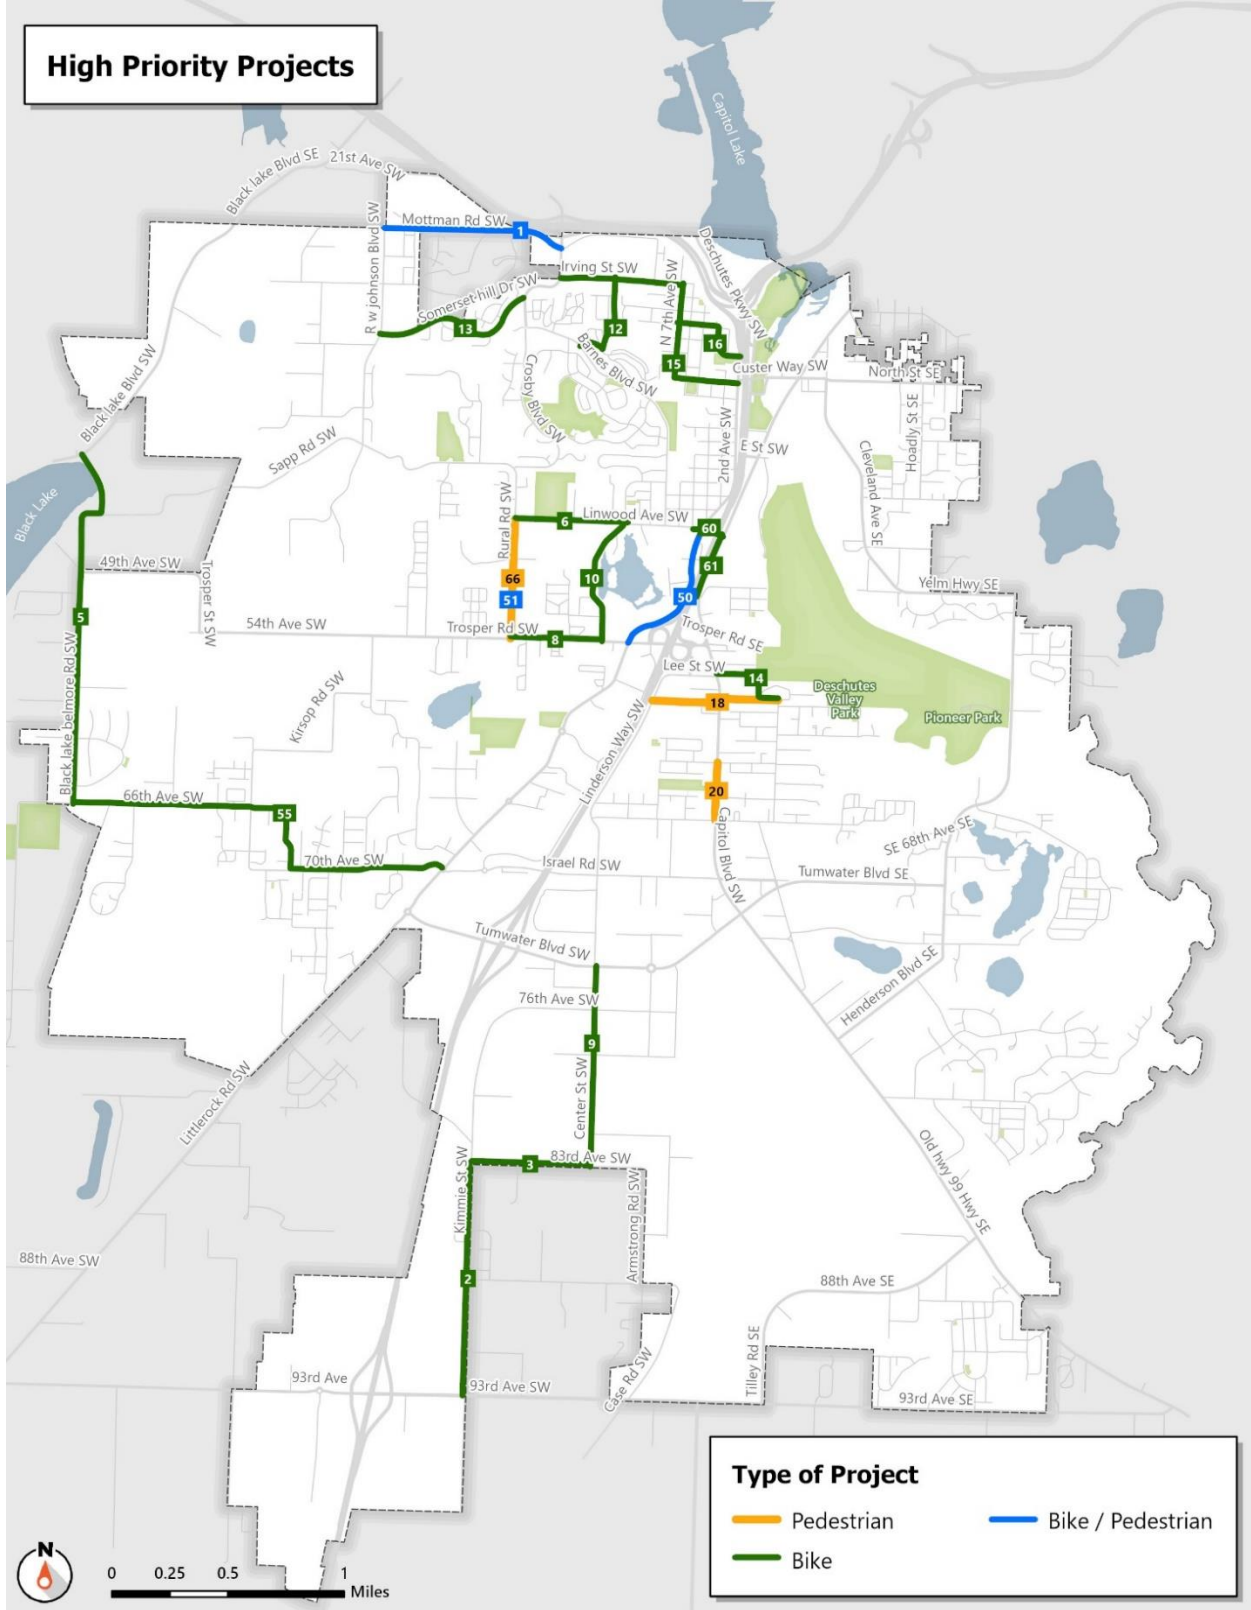 High Priority Projects
Capitol Lake
Black lake Blvd SE
21st Ave SW
Mottman Rd SW
1
R w johnson Blvd SW
Deschutes Pkwy SW
Irving St SW
N 7th Ave SW
Somerset hill Dr SW
13
12
16
15
Barnes Blvd SW
Custer Way SW
North St SE
Crosby Blvd SW
Black lake Blvd SW
2nd Ave SW
E St SW
Hoadly St SE
Cleveland Ave SE
Sapp Rd SW
Black Lake
Rural Rd SW
6
Linwood Ave SW
60
61
66
10
51
50
49th Ave SW
Trosper St SW
Yelm Hwy SE
5
54th Ave SW
Trosper Rd SW
8
Trosper Rd SE
Lee St SW
14
18
Deschutes
Valley
Park
Pioneer Park
Black lake belmore Rd SW
Kirsop Rd SW
Linderson Way SW
20
66th Ave SW
55
70th Ave SW
Israel Rd SW
Capitol Blvd SW
SE 68th Ave SE
Tumwater Blvd SE
Tumwater Blvd SW
76th Ave SW
Henderson Blvd SE
9
Center St SW
Littlerock Rd SW
83rd Ave SW
3
Kimmie St SW
Armstrong Rd SW
Old hwy 99 Hwy SE
88th Ave SW
2
88th Ave SE
Tilley Rd SE
93rd Ave
93rd Ave SW
Case Rd SW
93rd Ave SE
Type of Project
Pedestrian
Bike / Pedestrian
Bike
N
0 0.25 0.5 1
Miles